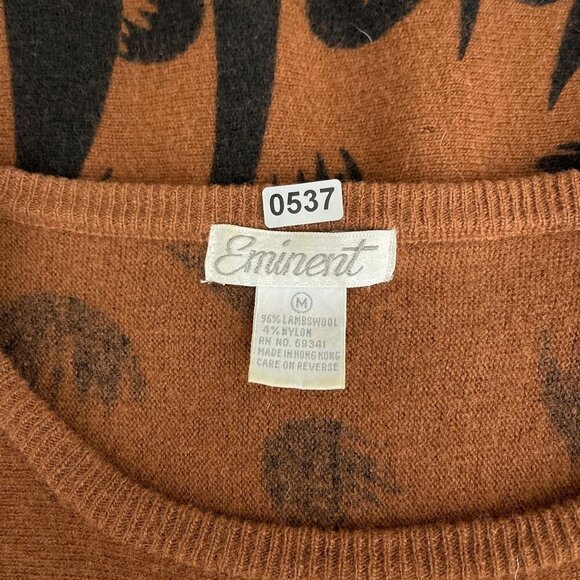 0537
Eminent
M
96% LAMBSWOOL
4% NYLON
RN NO. 69341
MADE IN HONG KONG
CARE ON REVERSE